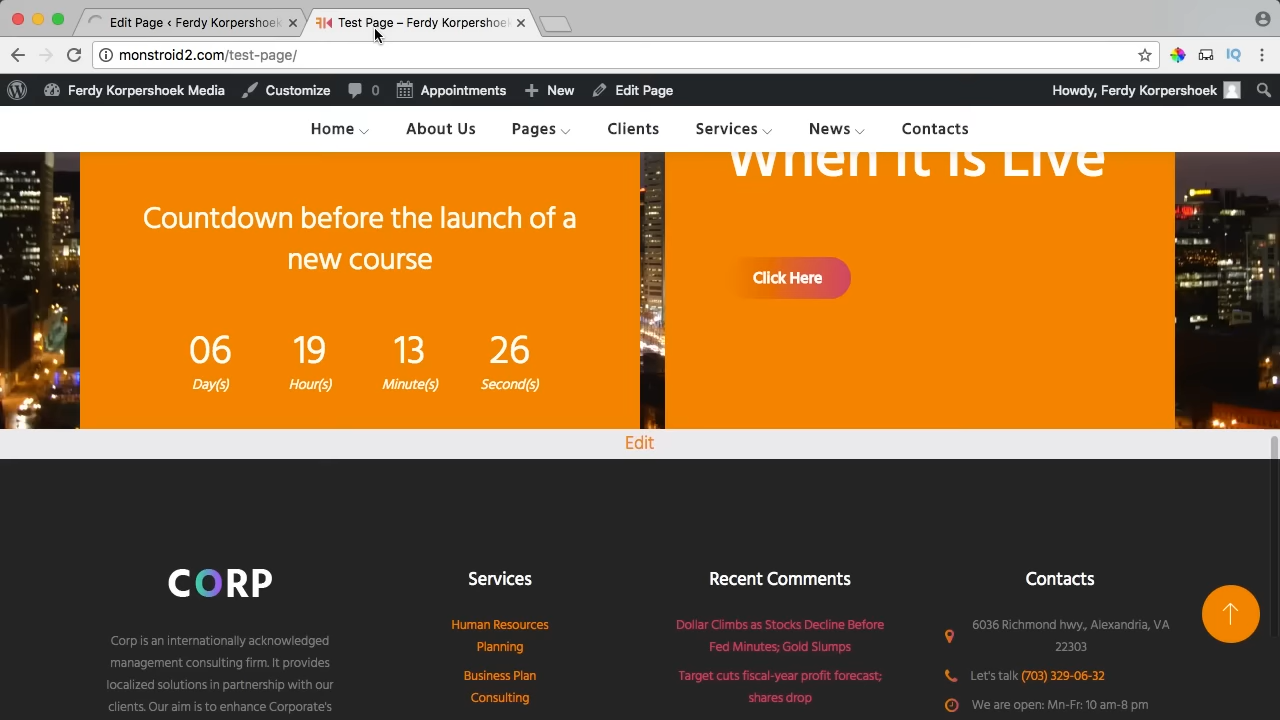 Edit Page ‹ Ferdy Korpershoek
Test Page – Ferdy Korpershoek
monstroid2.com/test-page/
Ferdy Korpershoek Media
Customize
0
Appointments
New
Edit Page
Howdy, Ferdy Korpershoek
Home
About Us
Pages
Clients
Services
News
Contacts
When It Is Live
Countdown before the launch of a
new course
Click Here
06 19 13 26
Day(s) Hour(s) Minute(s) Second(s)
Edit
CORP
Corp is an internationally acknowledged
management consulting firm. It provides
localized solutions in partnership with our
clients. Our aim is to enhance Corporate's
Services
Human Resources
Planning
Business Plan
Consulting
Recent Comments
Dollar Climbs as Stocks Decline Before
Fed Minutes; Gold Slumps
Target cuts fiscal-year profit forecast;
shares drop
Contacts
6036 Richmond hwy., Alexandria, VA
22303
Let's talk (703) 329-06-32
We are open: Mn-Fr: 10 am-8 pm